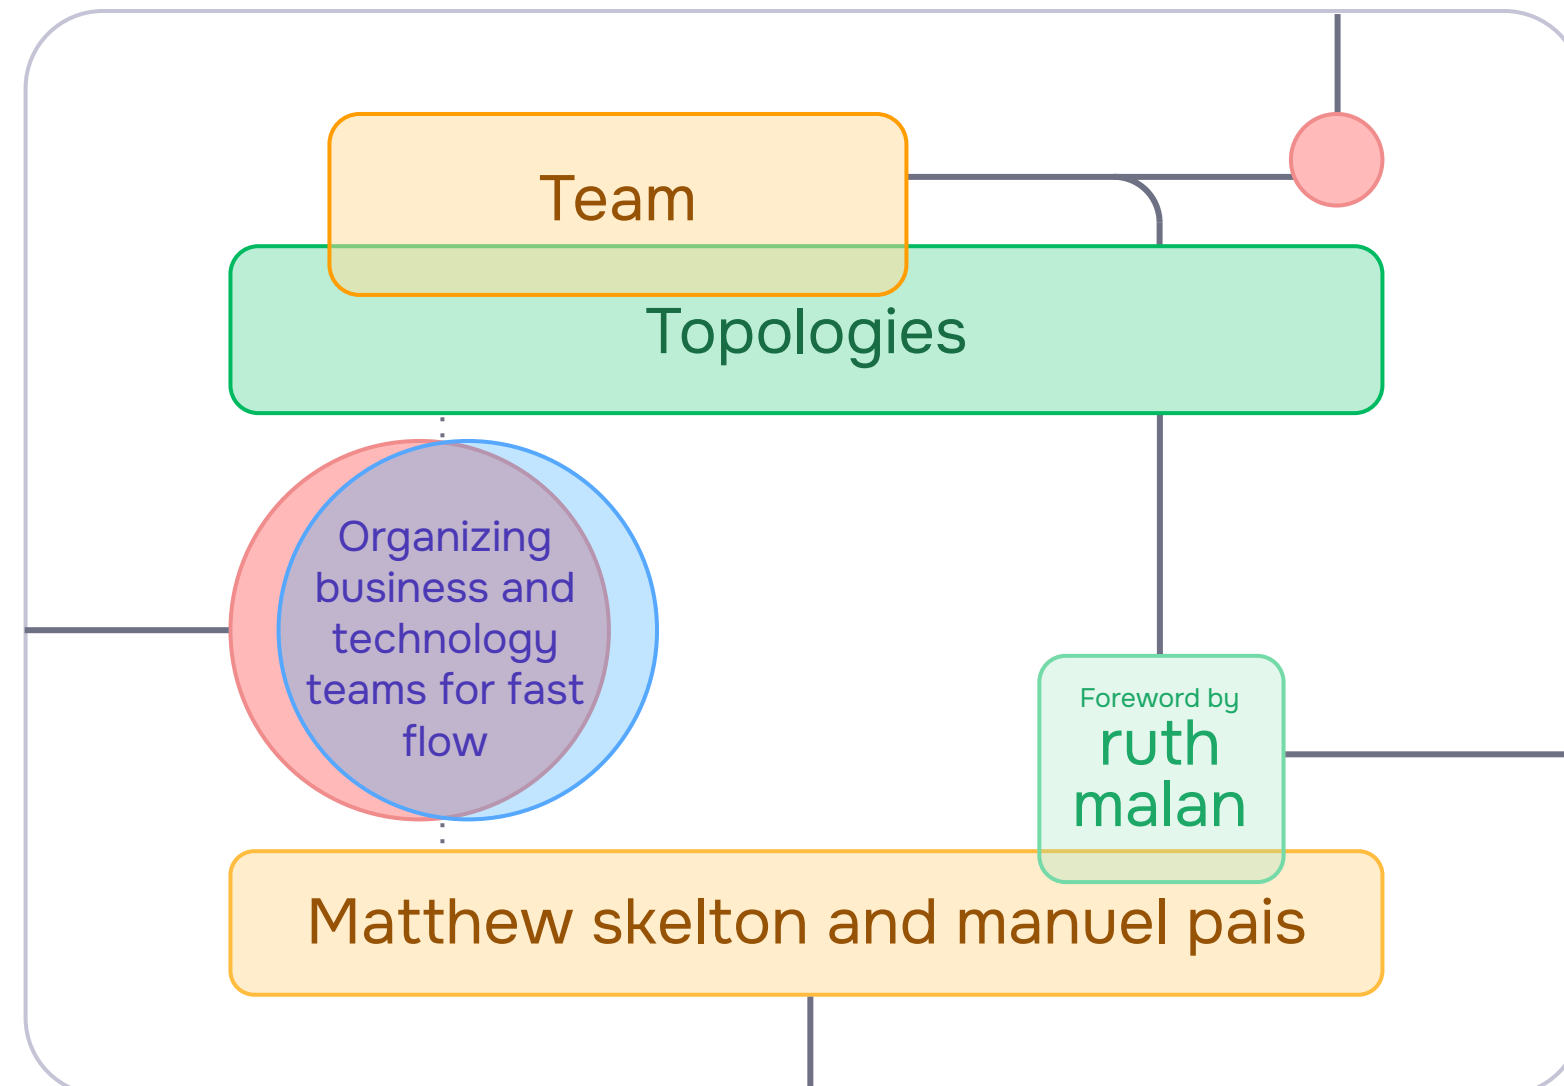 Team
Topologies
Organizing
business and
technology
teams for fast
flow
Foreword by
ruth
malan
Matthew skelton and manuel pais